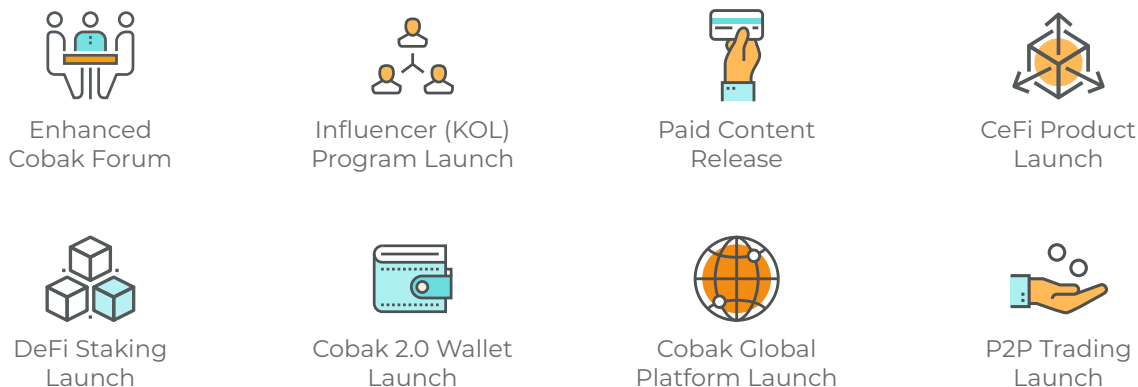 Enhanced
Cobak Forum
Influencer (KOL)
Program Launch
Paid Content
Release
CeFi Product
Launch
DeFi Staking
Launch
Cobak 2.0 Wallet
Launch
Cobak Global
Platform Launch
P2P Trading
Launch